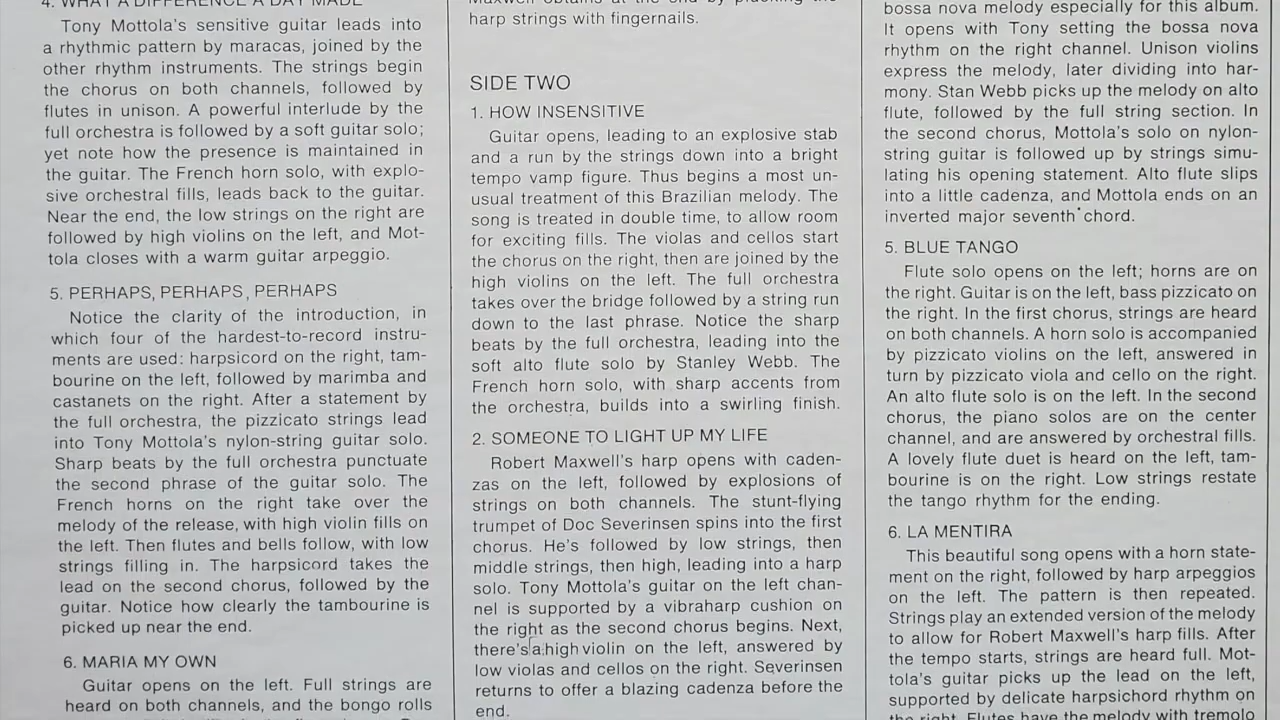 4. WHAT A DIFFERENCE A DAY MADE
Tony Mottola's sensitive guitar leads into
a rhythmic pattern by maracas, joined by the
other rhythm instruments. The strings begin
the chorus on both channels, followed by
flutes in unison. A powerful interlude by the
full orchestra is followed by a soft guitar solo;
yet note how the presence is maintained in
the guitar. The French horn solo, with explo-
sive orchestral fills, leads back to the guitar.
Near the end, the low strings on the right are
followed by high violins on the left, and Mot-
tola closes with a warm guitar arpeggio.
5. PERHAPS, PERHAPS, PERHAPS
Notice the clarity of the introduction, in
which four of the hardest-to-record instru-
ments are used: harpsicord on the right, tam-
bourine on the left, followed by marimba and
castanets on the right. After a statement by
the full orchestra, the pizzicato strings lead
into Tony Mottola's nylon-string guitar solo.
Sharp beats by the full orchestra punctuate
the second phrase of the guitar solo. The
French horns on the right take over the
melody of the release, with high violin fills on
the left. Then flutes and bells follow, with low
strings filling in. The harpsicord takes the
lead on the second chorus, followed by the
guitar. Notice how clearly the tambourine is
picked up near the end.
6. MARIA MY OWN
Guitar opens on the left. Full strings are
heard on both channels, and the bongo rolls
Maxwell obtains at the end by plucking the
harp strings with fingernails.
SIDE TWO
1. HOW INSENSITIVE
Guitar opens, leading to an explosive stab
and a run by the strings down into a bright
tempo vamp figure. Thus begins a most un-
usual treatment of this Brazilian melody. The
song is treated in double time, to allow room
for exciting fills. The violas and cellos start
the chorus on the right, then are joined by the
high violins on the left. The full orchestra
takes over the bridge followed by a string run
down to the last phrase. Notice the sharp
beats by the full orchestra, leading into the
soft alto flute solo by Stanley Webb. The
French horn solo, with sharp accents from
the orchestra, builds into a swirling finish.
2. SOMEONE TO LIGHT UP MY LIFE
Robert Maxwell's harp opens with caden-
zas on the left, followed by explosions of
strings on both channels. The stunt-flying
trumpet of Doc Severinsen spins into the first
chorus. He's followed by low strings, then
middle strings, then high, leading into a harp
solo. Tony Mottola's guitar on the left chan-
nel is supported by a vibraharp cushion on
the right as the second chorus begins. Next,
there's a high violin on the left, answered by
low violas and cellos on the right. Severinsen
returns to offer a blazing cadenza before the
end.
bossa nova melody especially for this album.
It opens with Tony setting the bossa nova
rhythm on the right channel. Unison violins
express the melody, later dividing into har-
mony. Stan Webb picks up the melody on alto
flute, followed by the full string section. In
the second chorus, Mottola's solo on nylon-
string guitar is followed up by strings simu-
lating his opening statement. Alto flute slips
into a little cadenza, and Mottola ends on an
inverted major seventh chord.
5. BLUE TANGO
Flute solo opens on the left; horns are on
the right. Guitar is on the left, bass pizzicato on
the right. In the first chorus, strings are heard
on both channels. A horn solo is accompanied
by pizzicato violins on the left, answered in
turn by pizzicato viola and cello on the right.
An alto flute solo is on the left. In the second
chorus, the piano solos are on the center
channel, and are answered by orchestral fills.
A lovely flute duet is heard on the left, tam-
bourine is on the right. Low strings restate
the tango rhythm for the ending.
6. LA MENTIRA
This beautiful song opens with a horn state-
ment on the right, followed by harp arpeggios
on the left. The pattern is then repeated.
Strings play an extended version of the melody
to allow for Robert Maxwell's harp fills. After
the tempo starts, strings are heard full. Mot-
tola's guitar picks up the lead on the left,
supported by delicate harpsichord rhythm on
the right. Flutes have the melody with tremolo